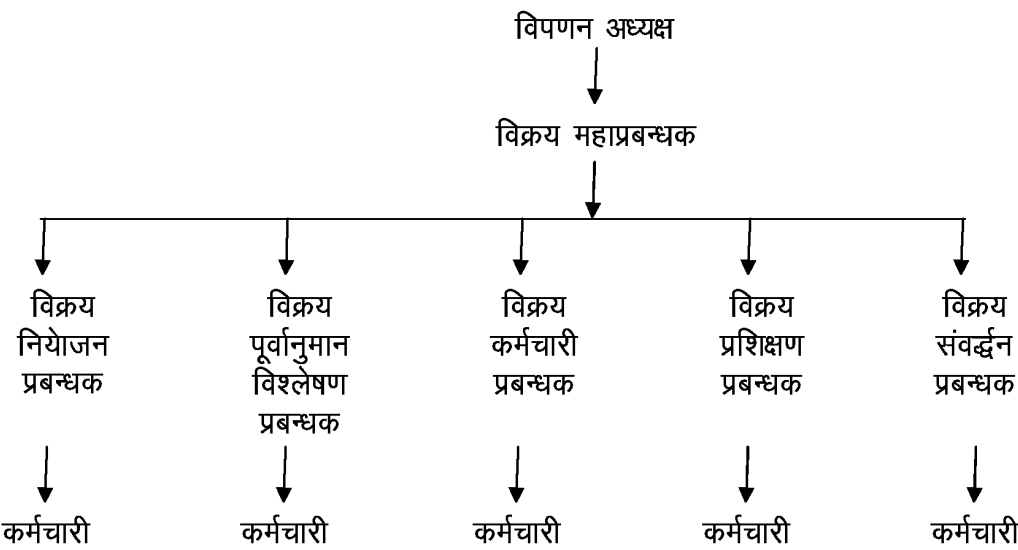 विपणन अध्यक्ष
विक्रय महाप्रबन्धक
विक्रय
नियेाजन
प्रबन्धक
विक्रय
पूर्वानुमान
विश्लेषण
प्रबन्धक
विक्रय
कर्मचारी
प्रबन्धक
विक्रय
प्रशिक्षण
प्रबन्धक
विक्रय
संवर्द्धन
प्रबन्धक
कर्मचारी
कर्मचारी
कर्मचारी
कर्मचारी
कर्मचारी